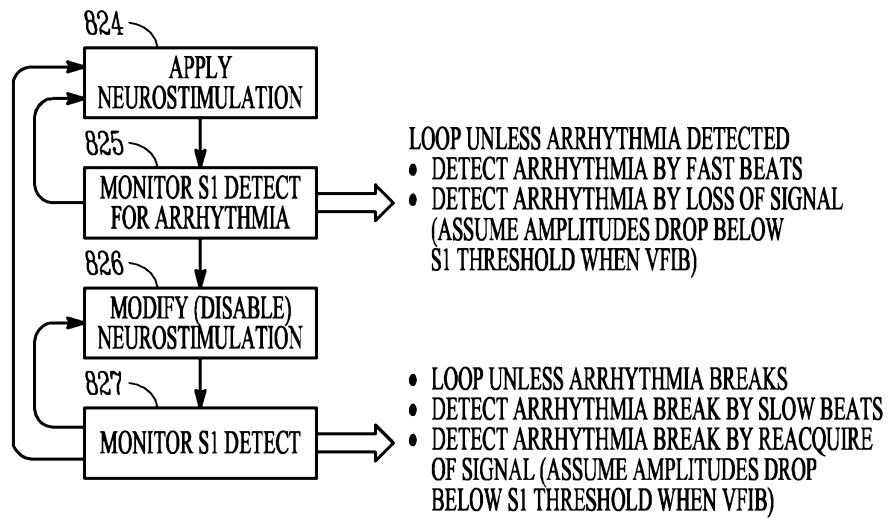 824
APPLY
NEUROSTIMULATION
825
MONITOR S1 DETECT
FOR ARRHYTHMIA
LOOP UNLESS ARRHYTHMIA DETECTED
• DETECT ARRHYTHMIA BY FAST BEATS
• DETECT ARRHYTHMIA BY LOSS OF SIGNAL
(ASSUME AMPLITUDES DROP BELOW
S1 THRESHOLD WHEN VFIB)
826
MODIFY (DISABLE)
NEUROSTIMULATION
827
MONITOR S1 DETECT
• LOOP UNLESS ARRHYTHMIA BREAKS
• DETECT ARRHYTHMIA BREAK BY SLOW BEATS
• DETECT ARRHYTHMIA BREAK BY REACQUIRE
OF SIGNAL (ASSUME AMPLITUDES DROP
BELOW S1 THRESHOLD WHEN VFIB)